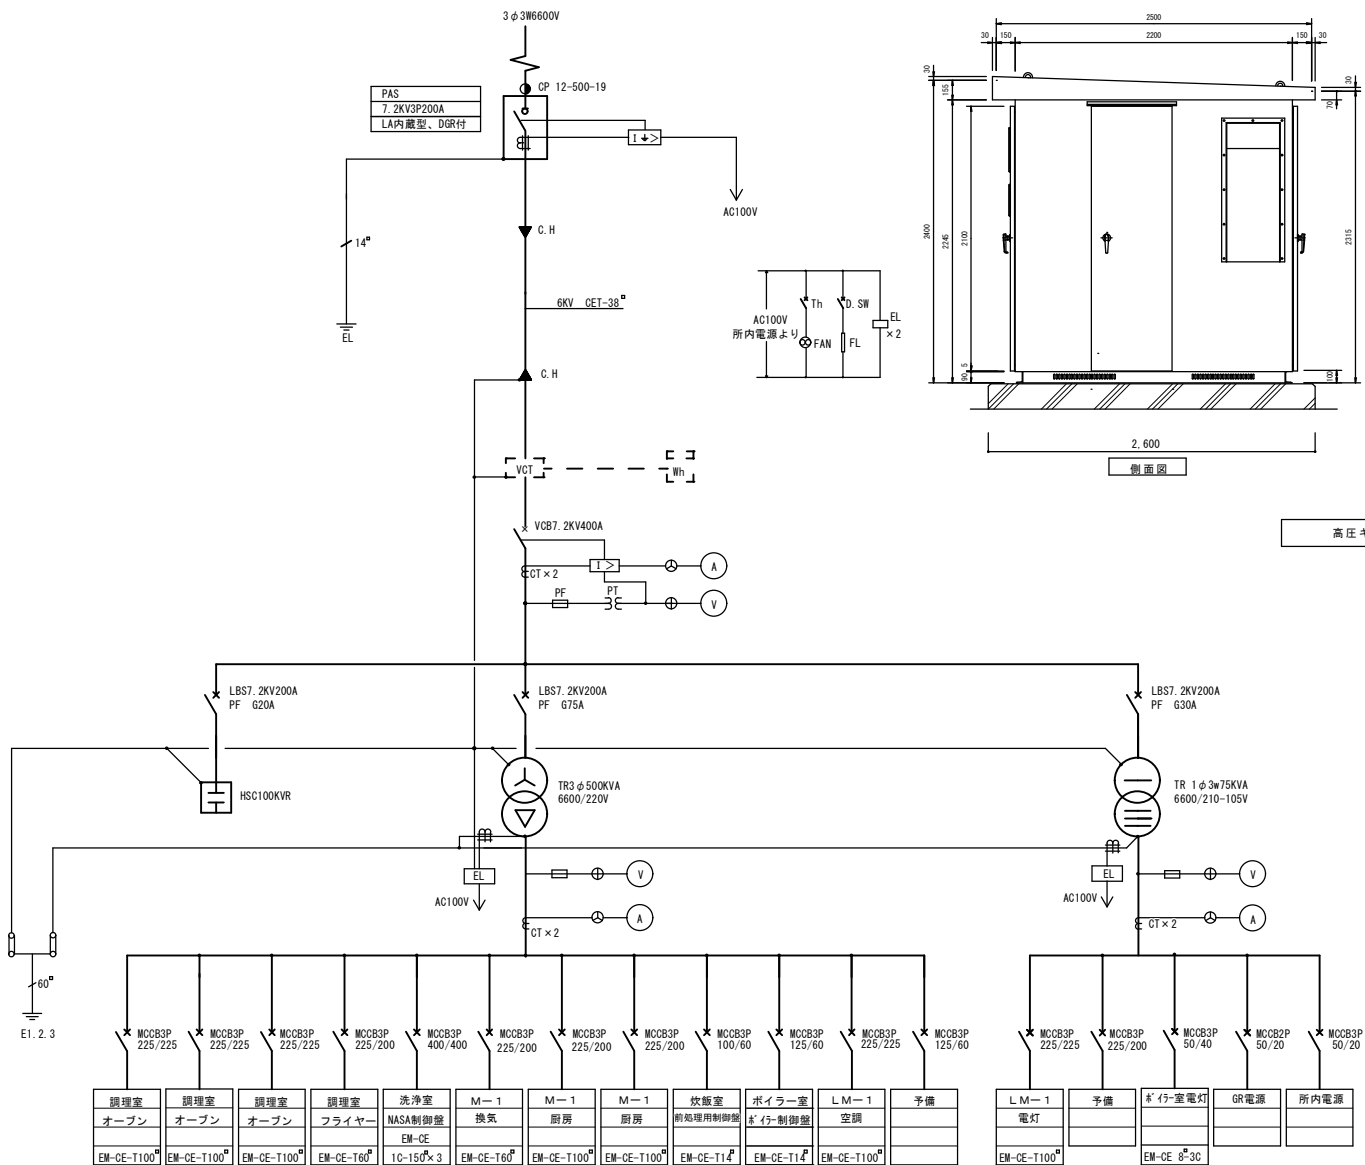 3φ3W6600V
CP 12-500-19
PAS
7.2KV3P200A
LA内蔵型、DGR付
I >
AC100V
14□
EL
C.H
6KV CET-38□
C.H
AC100V
所内電源より
Th
D.SW
EL
×2
FAN
FL
2500
30
150
2200
150
30
30
155
2400
2245
2100
5
90
30
70
2315
100
2,600
側面図
高圧キ
VCT
Wh
VCB7.2KV400A
CT×2
I >
A
PF
PT
V
LBS7.2KV200A
PF G20A
LBS7.2KV200A
PF G75A
LBS7.2KV200A
PF G30A
HSC100KVR
TR3φ500KVA
6600/220V
TR 1φ3w75KVA
6600/210-105V
EL
AC100V
V
A
CT×2
EL
AC100V
V
A
CT×2
60□
E1.2.3
MCCB3P
225/225
MCCB3P
225/225
MCCB3P
225/225
MCCB3P
225/200
MCCB3P
400/400
MCCB3P
225/200
MCCB3P
225/200
MCCB3P
225/200
MCCB3P
100/60
MCCB3P
125/60
MCCB3P
225/225
MCCB3P
125/60
MCCB3P
225/225
MCCB3P
225/200
MCCB3P
50/40
MCCB2P
50/20
MCCB3P
50/20
調理室
オーブン
EM-CE-T100□
調理室
オーブン
EM-CE-T100□
調理室
オーブン
EM-CE-T100□
調理室
フライヤー
EM-CE-T60□
洗浄室
NASA制御盤
EM-CE
1C-150□×3
M－1
換気
EM-CE-T60□
M－1
厨房
EM-CE-T100□
M－1
厨房
EM-CE-T100□
炊飯室
前処理用制御盤
EM-CE-T14□
ボイラー室
ボイラー制御盤
EM-CE-T14□
LM－1
空調
EM-CE-T100□
予備
LM－1
電灯
EM-CE-T100□
予備
ボイラー室電灯
EM-CE 8□-3C
GR電源
所内電源